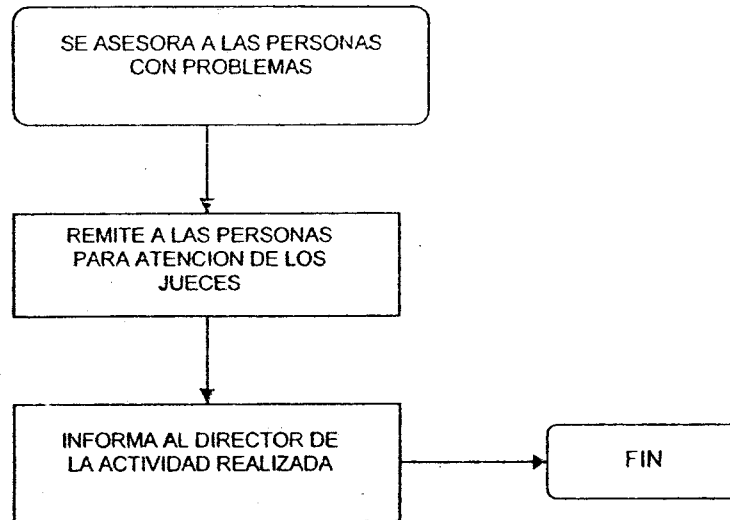 SE ASESORA A LAS PERSONAS
CON PROBLEMAS
REMITE A LAS PERSONAS
PARA ATENCION DE LOS
JUECES
INFORMA AL DIRECTOR DE
LA ACTIVIDAD REALIZADA
FIN